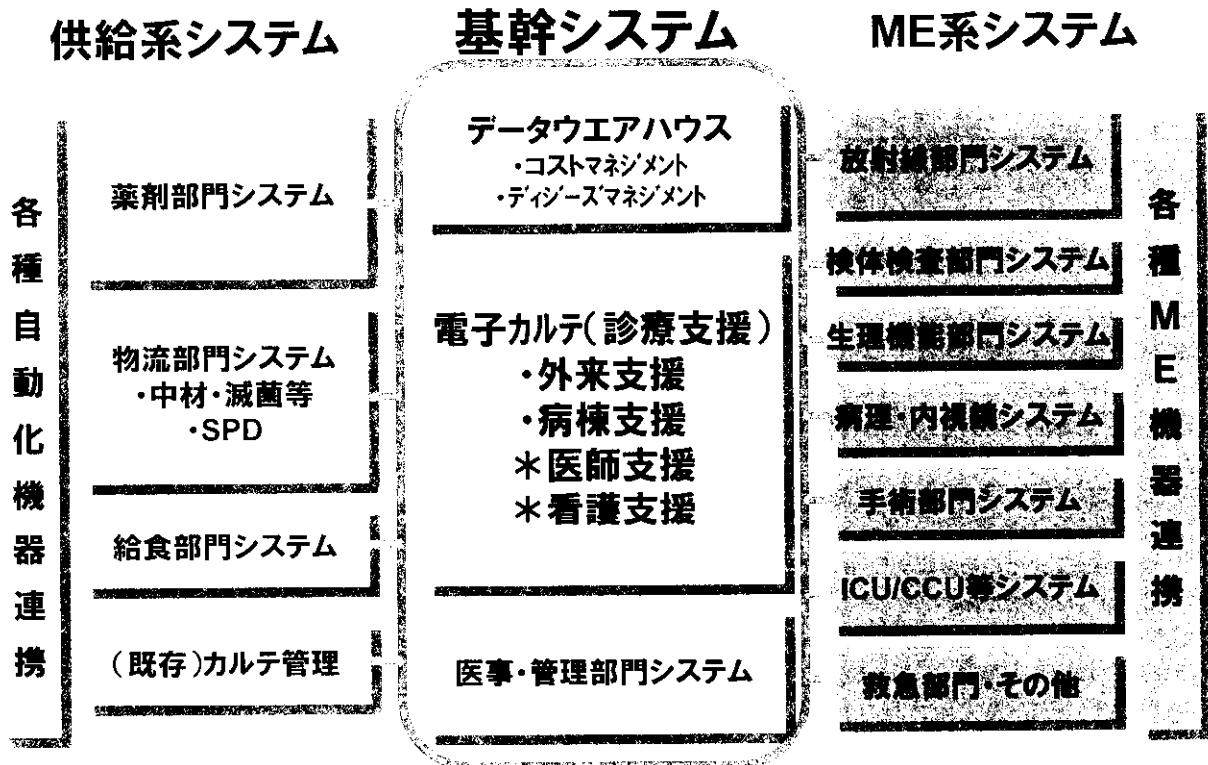 供給系システム
基幹システム
ME系システム
各種自動化機器連携
薬剤部門システム
物流部門システム
・中材・滅菌等
・SPD
給食部門システム
(既存)カルテ管理
データウエアハウス
・コストマネジメント
・ディジーズマネジメント
電子カルテ(診療支援)
・外来支援
・病棟支援
＊医師支援
＊看護支援
医事・管理部門システム
放射線部門システム
検体検査部門システム
生理機能部門システム
病理・内視鏡システム
手術部門システム
ICU/CCU等システム
救急部門・その他
各種ME機器連携